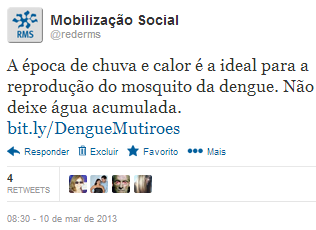 RMS
Mobilização Social
@rederms
A época de chuva e calor é a ideal para a
reprodução do mosquito da dengue. Não
deixe água acumulada.
bit.ly/DengueMutiroes
Responder Excluir Favorito Mais
4
RETWEETS
08:30 - 10 de mar de 2013